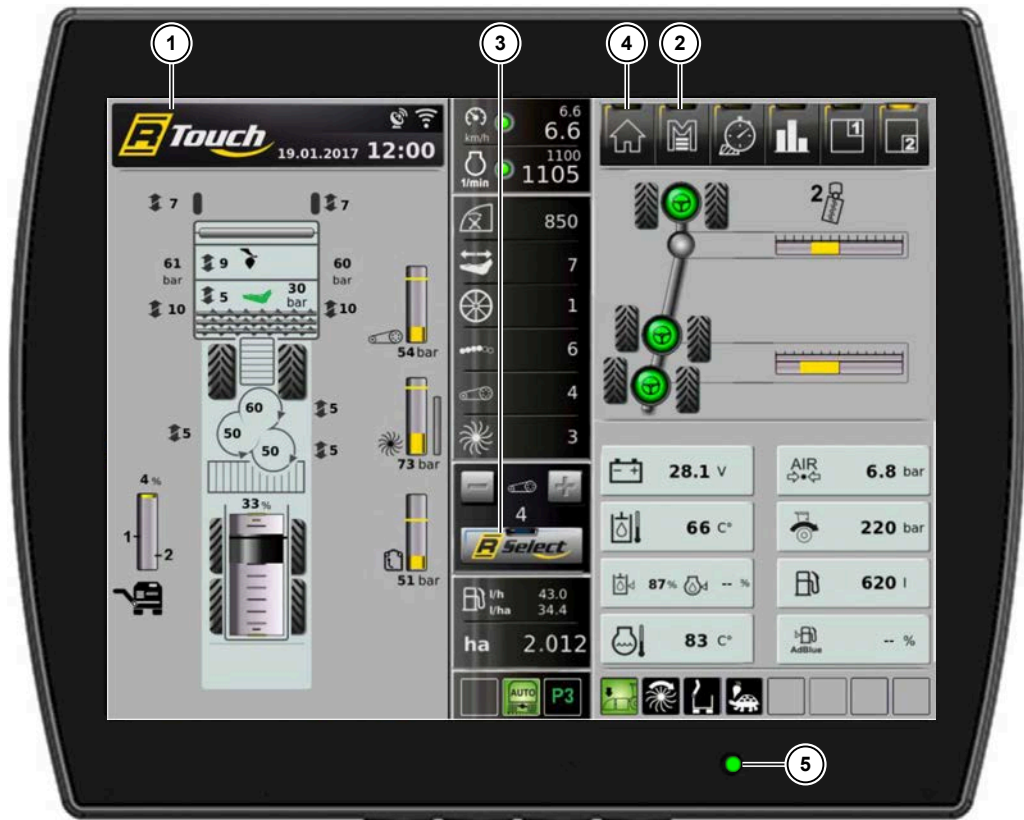 1
3
4
2
R Touch
19.01.2017 12:00
7
7
61
bar
9
60
bar
5
30
bar
10
10
54 bar
60
5
5
50
50
5
73 bar
4 %
33 %
1
2
51 bar
km/h
6.6
6.6
1/min
1100
1105
850
7
1
6
4
3
4
R Select
l/h 43.0
l/ha 34.4
ha 2.012
AUTO
P3
1
2
2
28.1 V
AIR
6.8 bar
66 C°
220 bar
87% -- %
620 l
83 C°
AdBlue
-- %
5